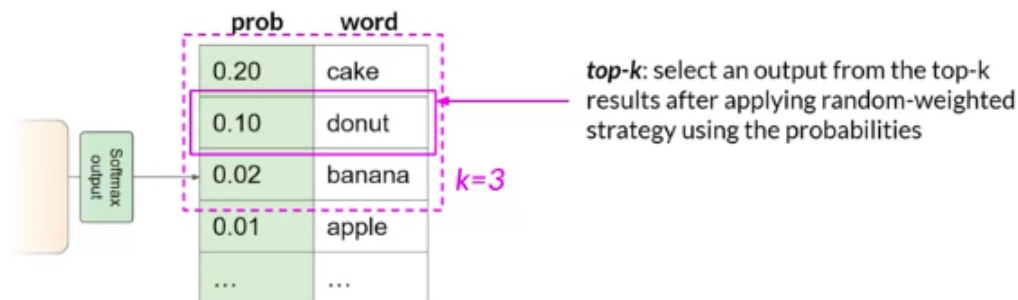 prob word
0.20 cake
0.10 donut
0.02 banana
0.01 apple
... ...
Softmax
output
k=3
top-k: select an output from the top-k
results after applying random-weighted
strategy using the probabilities